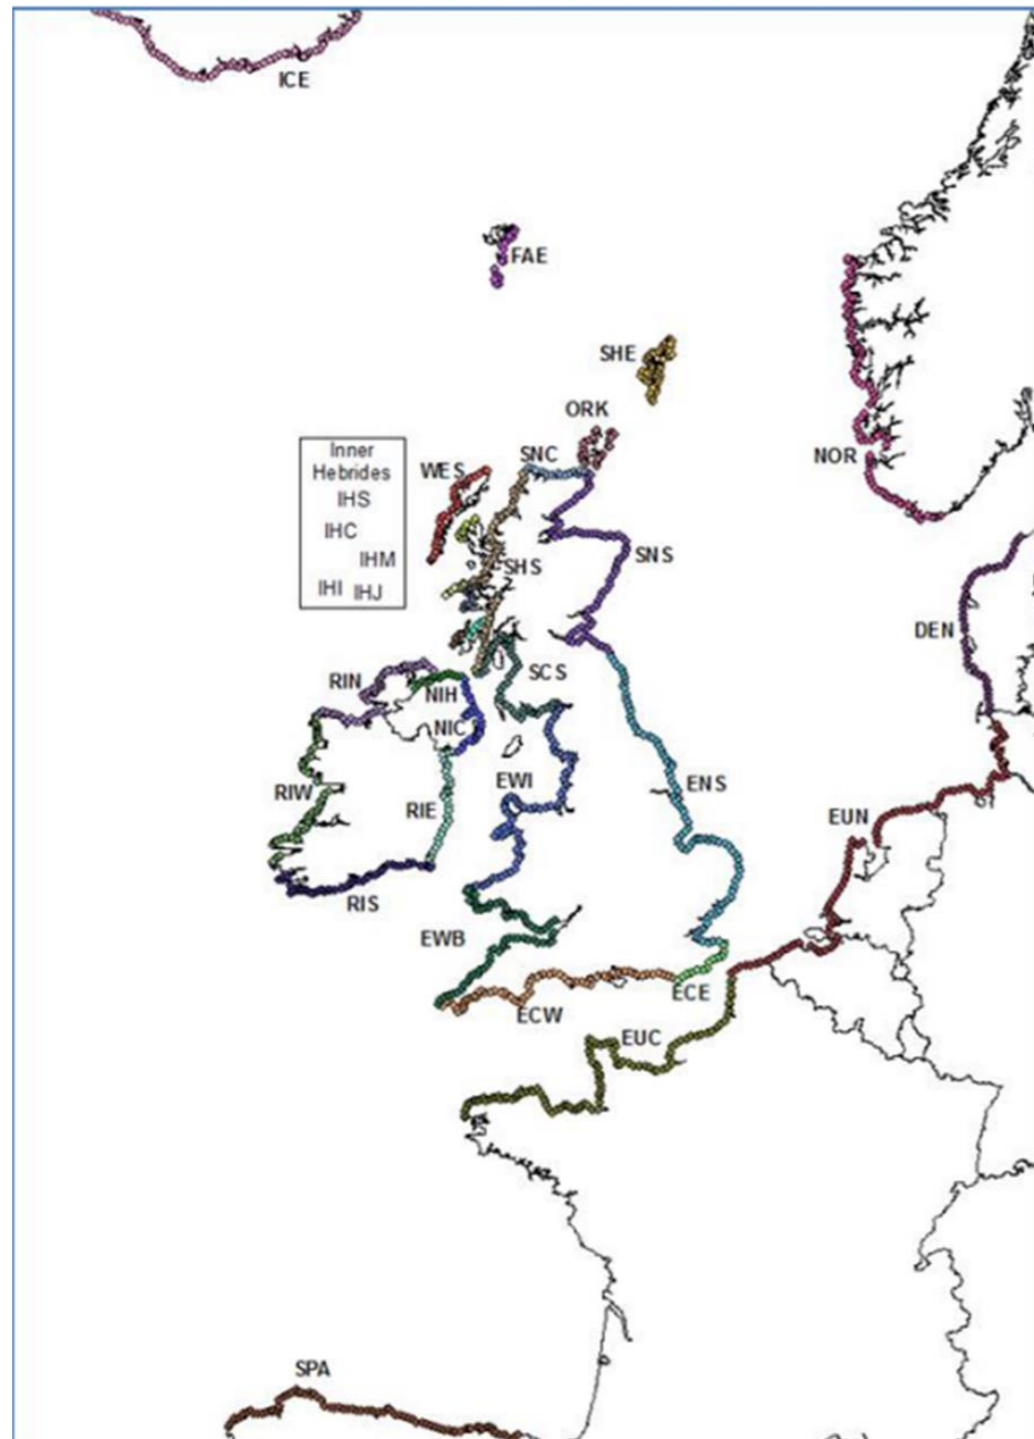 ICE
FAE
SHE
ORK
SNC
WES
Inner
Hebrides
IHS
IHC
IHM
IHI IHJ
NOR
SHS
SNS
DEN
SCS
RIN
NIH
NIC
EWI
ENS
RIW
RIE
EUN
RIS
EWB
ECE
ECW
EUC
SPA